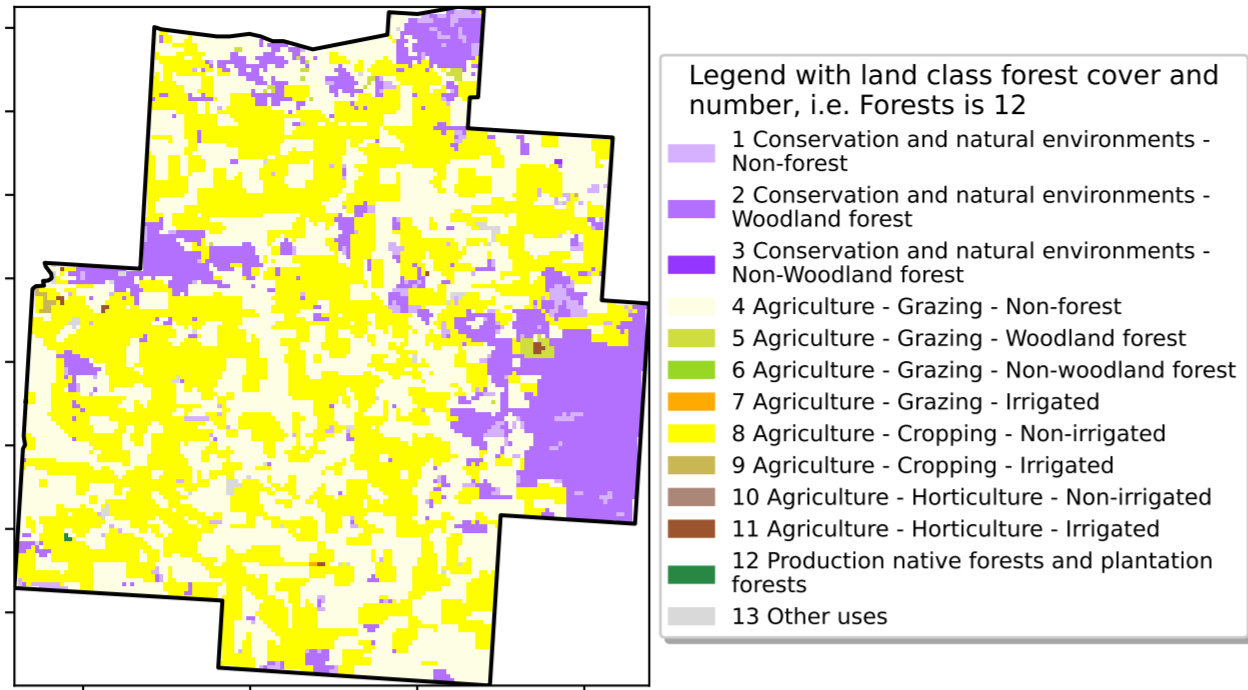 Legend with land class forest cover and
number, i.e. Forests is 12
1 Conservation and natural environments -
Non-forest
2 Conservation and natural environments -
Woodland forest
3 Conservation and natural environments -
Non-Woodland forest
4 Agriculture - Grazing - Non-forest
5 Agriculture - Grazing - Woodland forest
6 Agriculture - Grazing - Non-woodland forest
7 Agriculture - Grazing - Irrigated
8 Agriculture - Cropping - Non-irrigated
9 Agriculture - Cropping - Irrigated
10 Agriculture - Horticulture - Non-irrigated
11 Agriculture - Horticulture - Irrigated
12 Production native forests and plantation
forests
13 Other uses